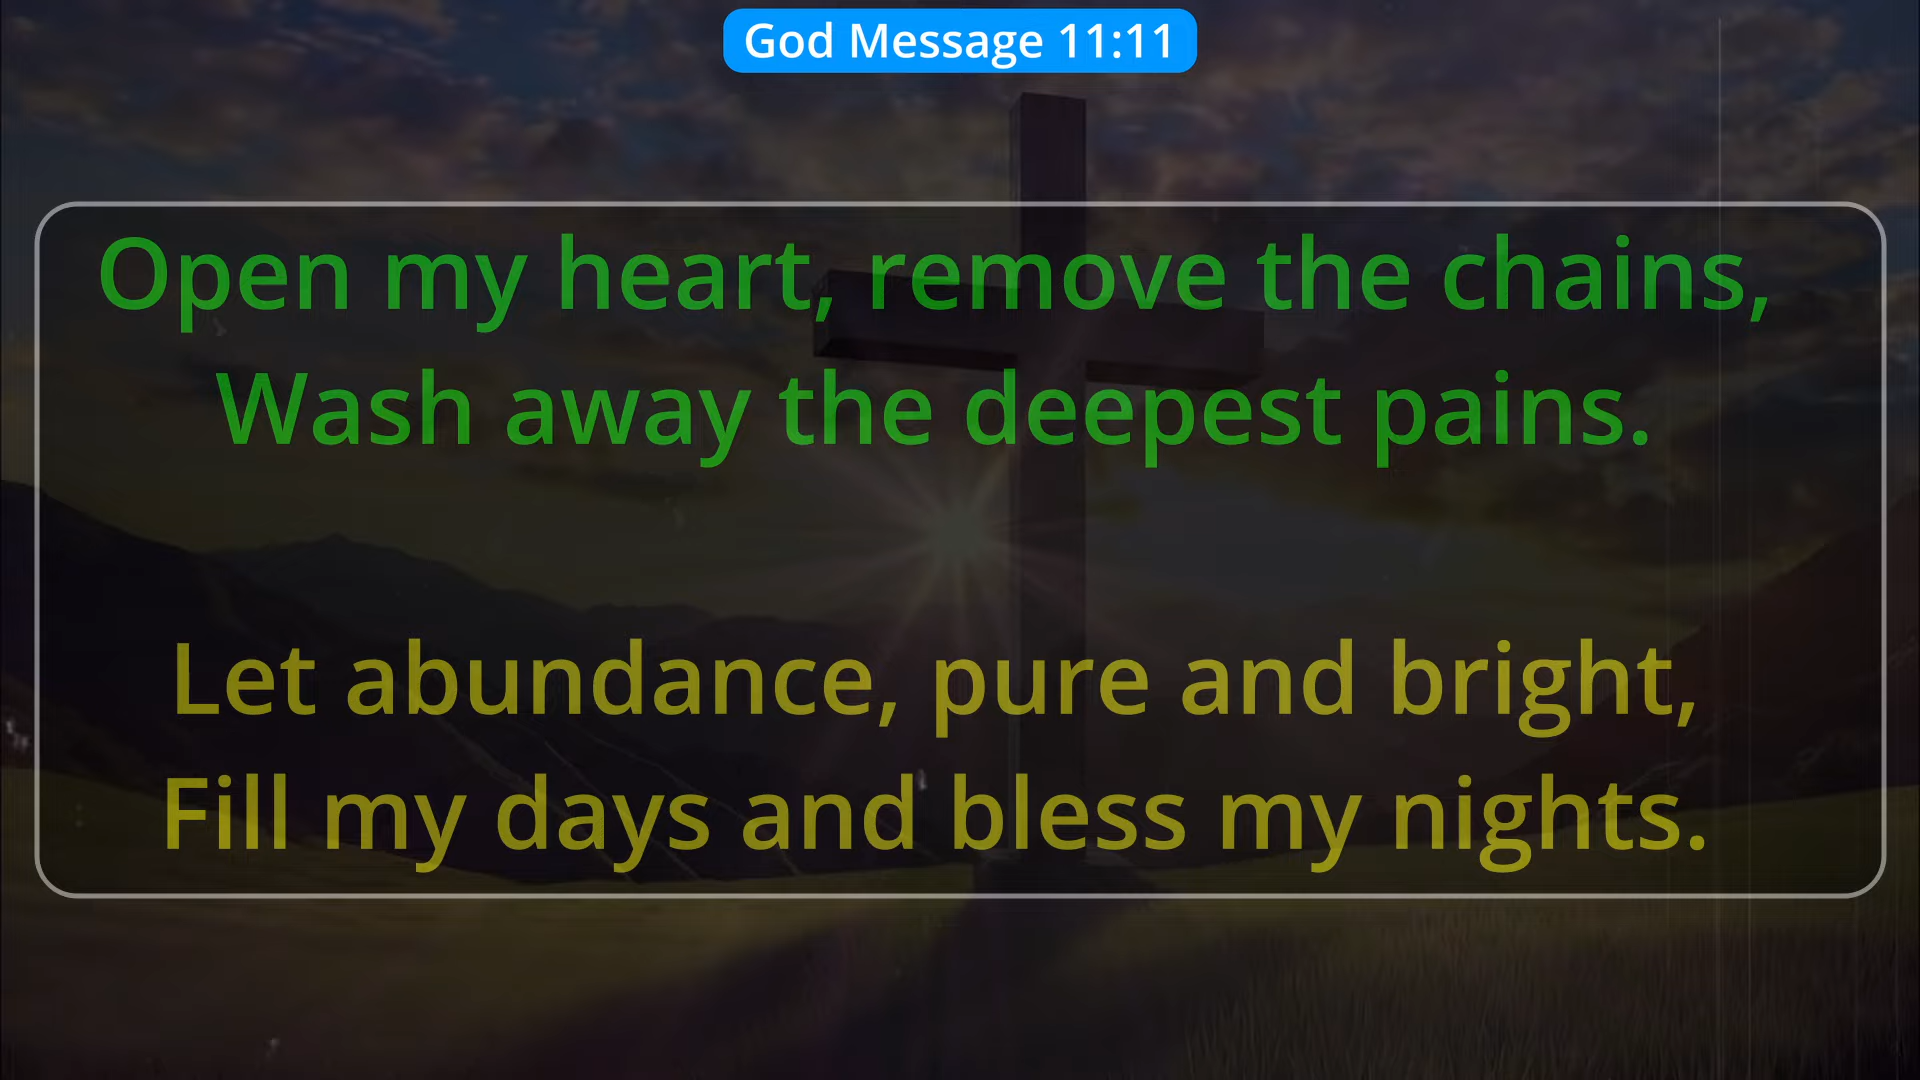 God Message 11:11
Open my heart, remove the chains,
Wash away the deepest pains.
Let abundance, pure and bright,
Fill my days and bless my nights.